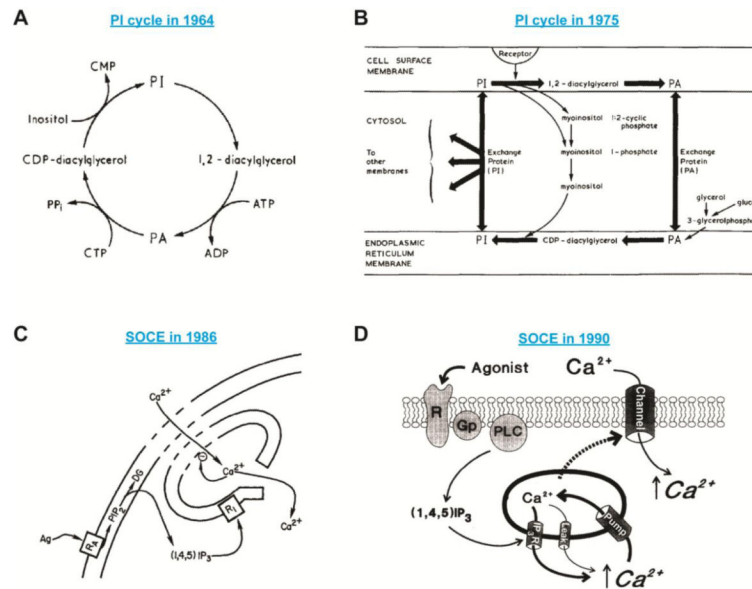 A
PI cycle in 1964
CMP
PI
Inositol
CDP-diacylglycerol
1,2-diacylglycerol
PPi
ATP
PA
CTP
ADP
B
PI cycle in 1975
CELL SURFACE
MEMBRANE
Receptor
PI
1,2-diacylglycerol
PA
CYTOSOL
To
other
membranes
Exchange
Protein
(PI)
myoinositol 1:2-cyclic
phosphate
myoinositol 1-phosphate
myoinositol
Exchange
Protein
(PA)
glycerol
3-glycerolphosph
ENDOPLASMIC
RETICULUM
MEMBRANE
PI
CDP-diacylglycerol
PA
C
SOCE in 1986
Ca²⁺
DG
PIP₂
Ca²⁺
Ca²⁺
Ag
R_A
R_I
(1,4,5) IP₃
D
SOCE in 1990
Agonist
Ca²⁺
R
Gp
PLC
Channel
↑Ca²⁺
(1,4,5)IP₃
Ca²⁺
IP₃R
Leak
Pump
↑Ca²⁺